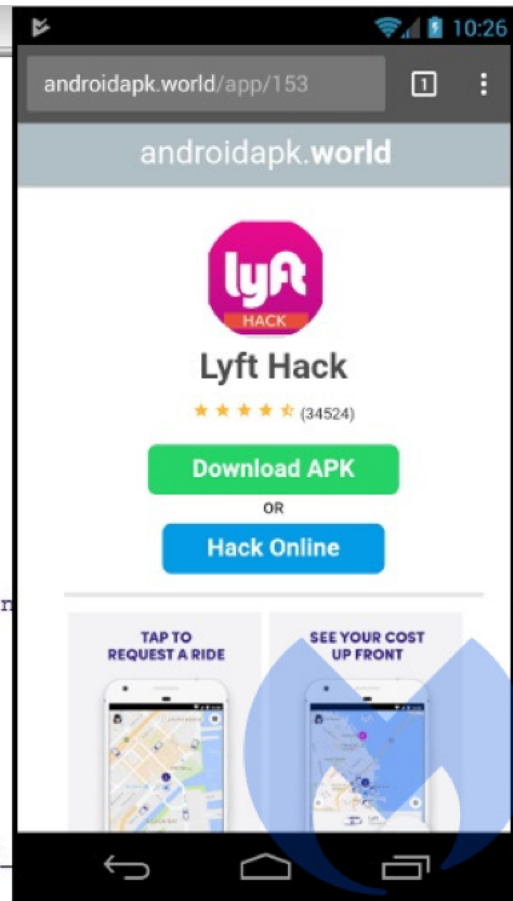 10:26
androidapk.world/app/153
1
androidapk.world
lyft
HACK
Lyft Hack
(34524)
Download APK
OR
Hack Online
TAP TO
REQUEST A RIDE
SEE YOUR COST
UP FRONT